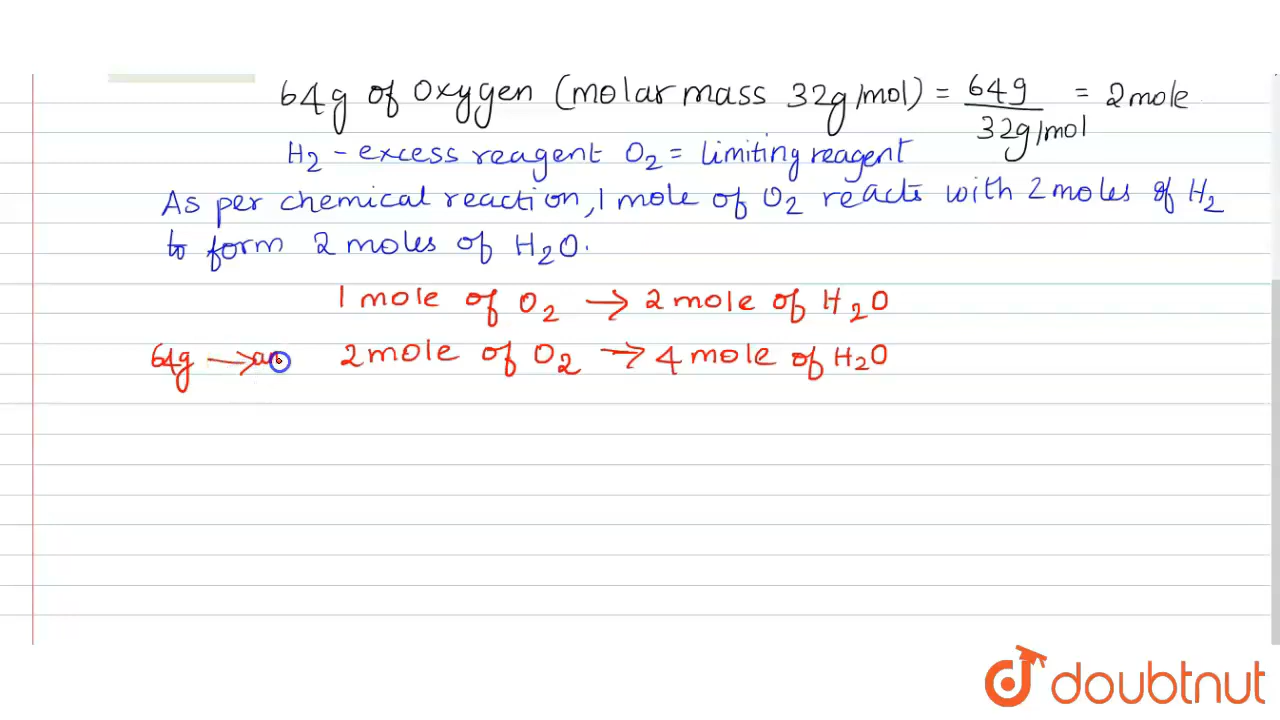 64g of Oxygen (molar mass 32g/mol) = 64g / 32g/mol = 2mole
H2 - excess reagent O2 = limiting reagent
As per chemical reaction, 1 mole of O2 reacts with 2 moles of H2
to form 2 moles of H2O.
1 mole of O2 → 2 mole of H2O
64g → 2mole of O2 → 4 mole of H2O
doubtnut